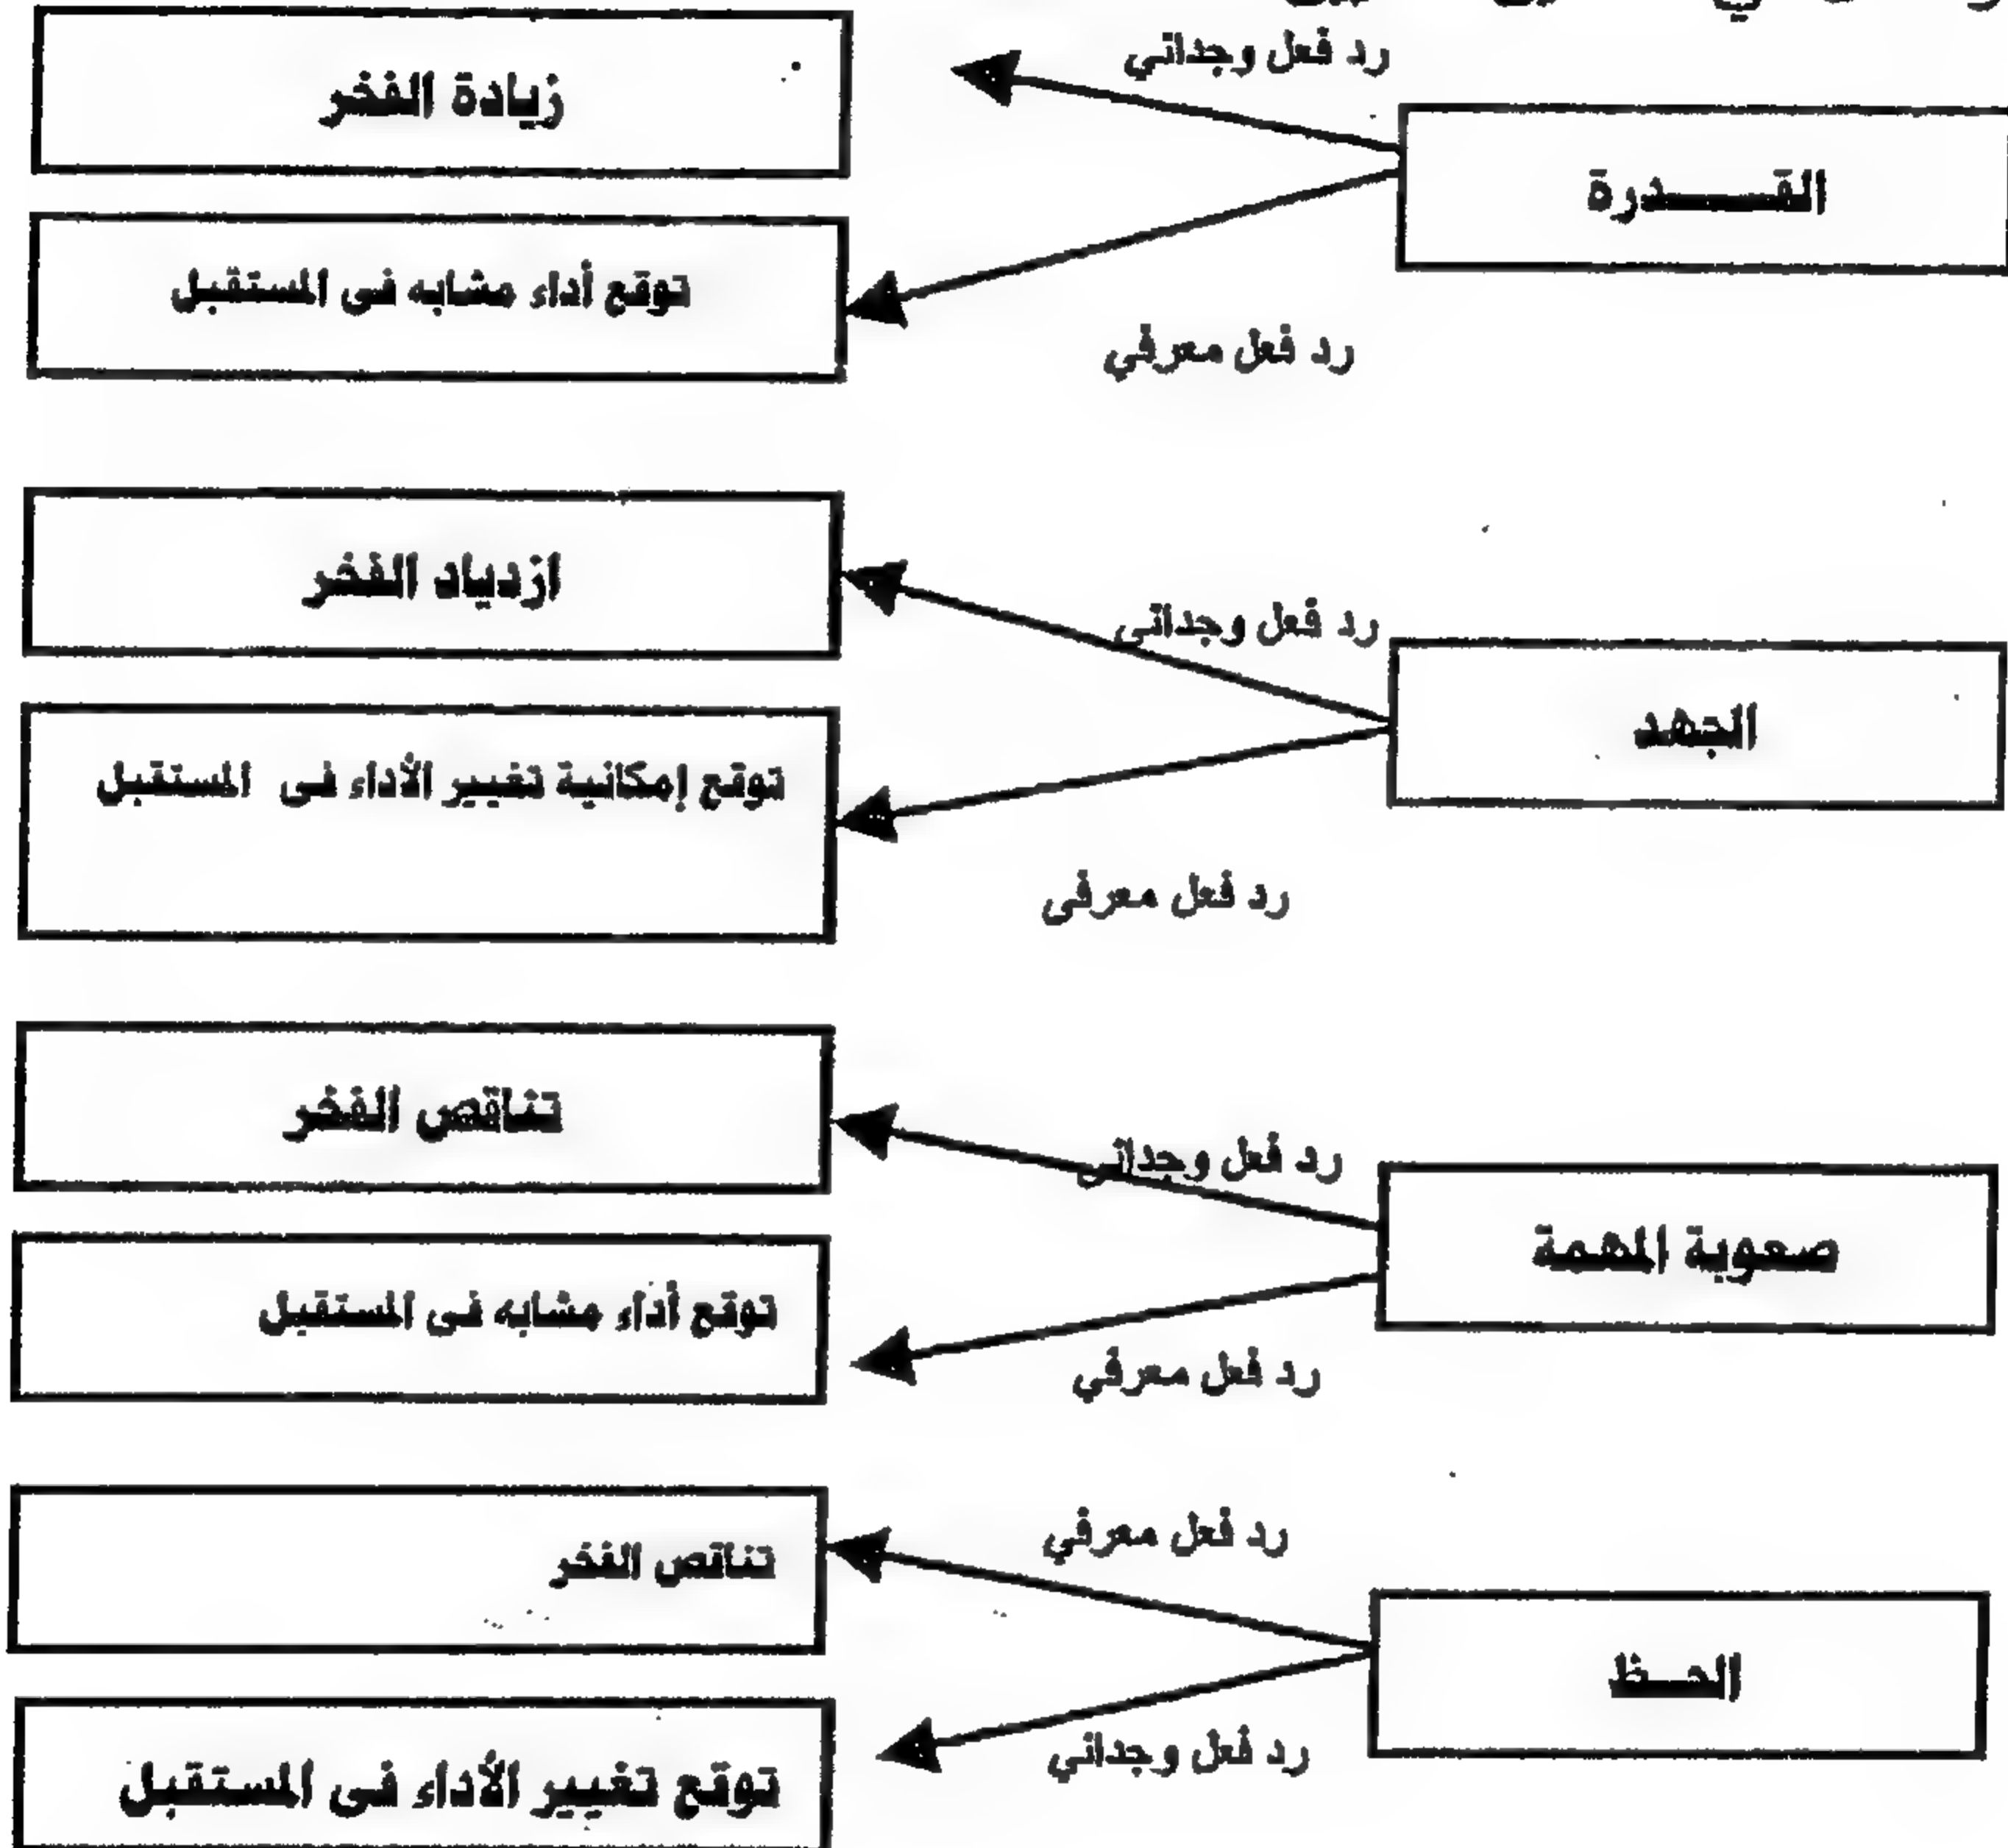 رد فعل وجداني
زيادة الفخر
القـــــدرة
توقع أداء مشابه فى المستقبل
رد فعل معرفي
ازدياد الفخر
رد فعل وجدانى
الجهد
توقع إمكانية تغيير الأداء فى المستقبل
رد فعل معرفى
تناقص الفخر
رد فعل وجدانى
صعوبة المهمة
توقع أداء مشابه فى المستقبل
رد فعل معرفي
رد فعل معرفي
تناقص الفخر
الحـــظ
رد فعل وجداني
توقع تغيير الأداء فى المستقبل